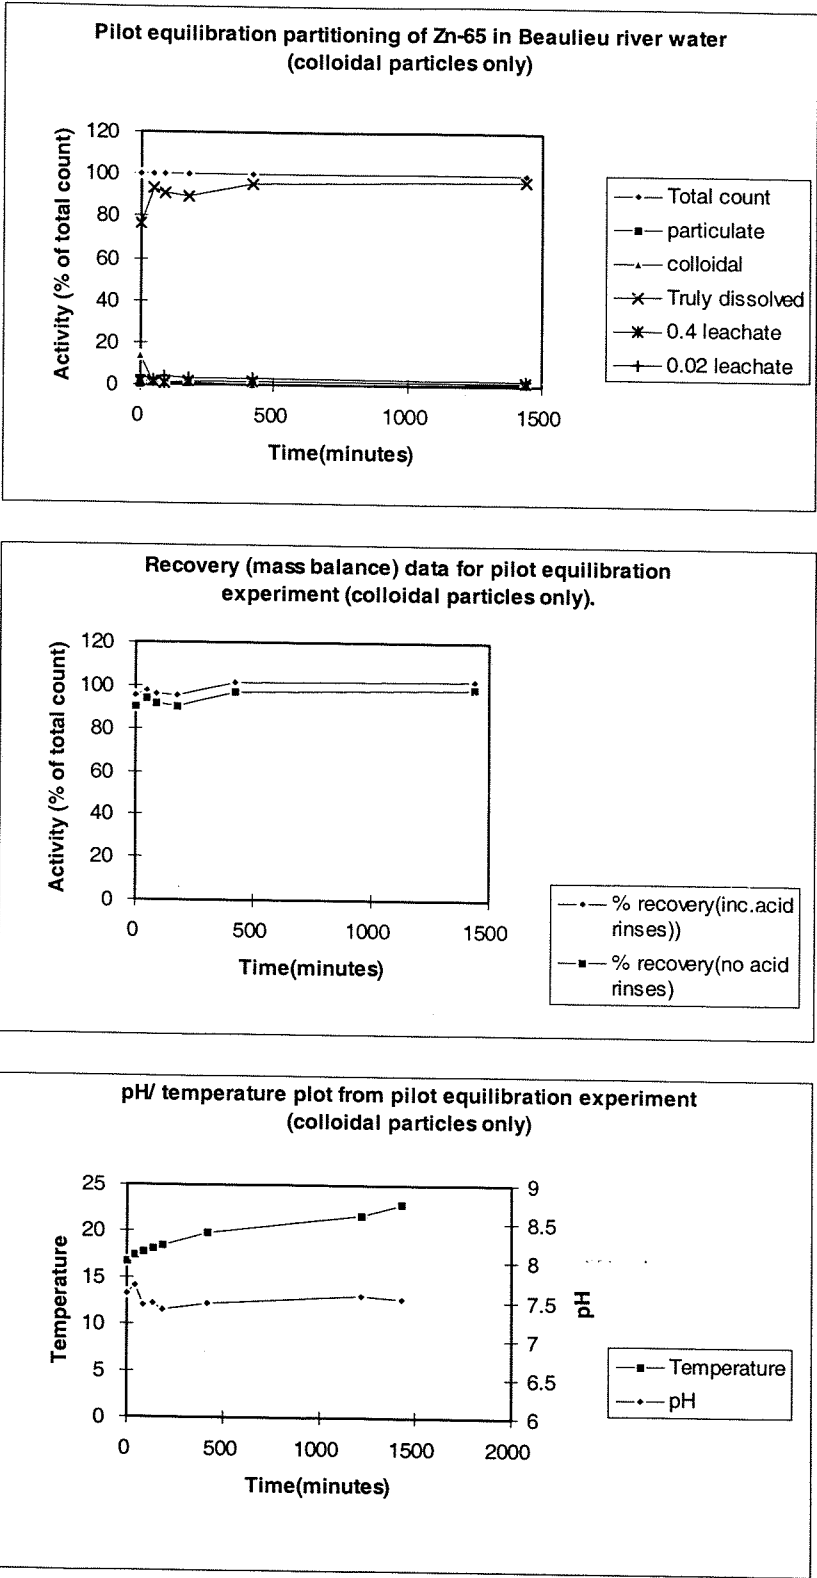 Pilot equilibration partitioning of Zn-65 in Beaulieu river water
(colloidal particles only)
120
100
80
60
40
20
0
Activity (% of total count)
0
500
1000
1500
Time(minutes)
Total count
particulate
colloidal
Truly dissolved
0.4 leachate
0.02 leachate
Recovery (mass balance) data for pilot equilibration
experiment (colloidal particles only).
120
100
80
60
40
20
0
Activity (% of total count)
0
500
1000
1500
Time(minutes)
% recovery(inc.acid
rinses))
% recovery(no acid
rinses)
pH/ temperature plot from pilot equilibration experiment
(colloidal particles only)
25
20
15
10
5
0
Temperature
9
8.5
8
7.5
7
6.5
6
pH
0
500
1000
1500
2000
Time(minutes)
Temperature
pH